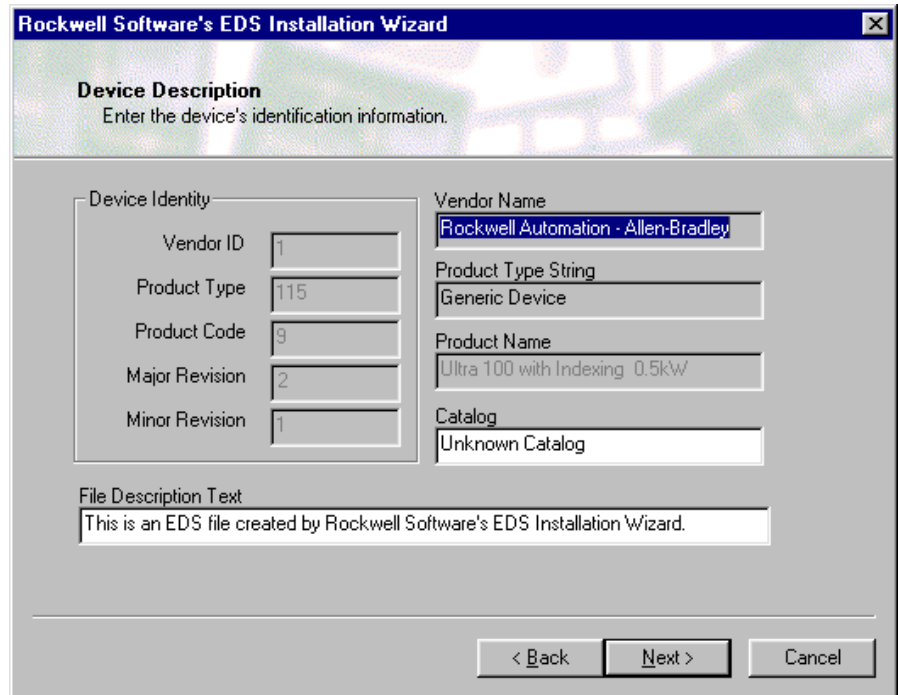 Rockwell Software's EDS Installation Wizard
Device Description
Enter the device's identification information.
Device Identity
Vendor ID
1
Product Type
115
Product Code
9
Major Revision
2
Minor Revision
1
Vendor Name
Rockwell Automation - Allen-Bradley
Product Type String
Generic Device
Product Name
Ultra 100 with Indexing  0.5kW
Catalog
Unknown Catalog
File Description Text
This is an EDS file created by Rockwell Software's EDS Installation Wizard.
< Back
Next >
Cancel